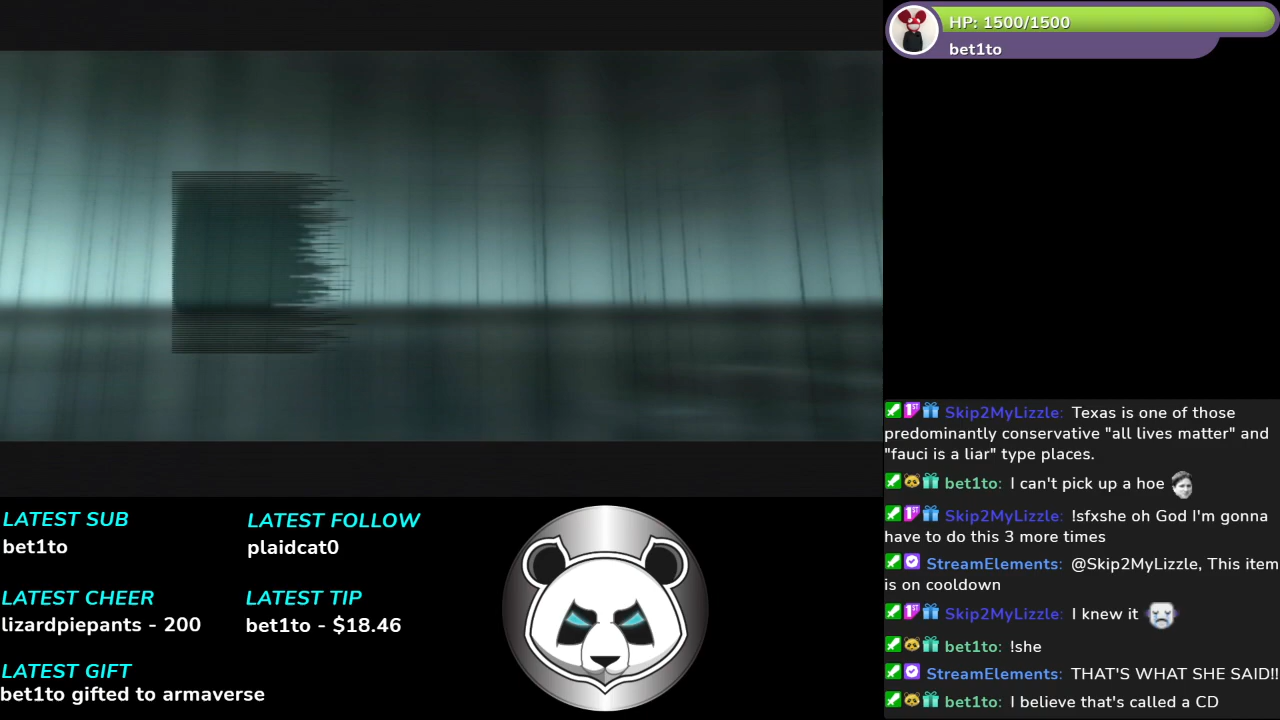 HP: 1500/1500
bet1to
Skip2MyLizzle: Texas is one of those
predominantly conservative "all lives matter" and
"fauci is a liar" type places.
bet1to: I can't pick up a hoe
Skip2MyLizzle: !sfxshe oh God I'm gonna
have to do this 3 more times
StreamElements: @Skip2MyLizzle, This item
is on cooldown
Skip2MyLizzle: I knew it
bet1to: !she
StreamElements: THAT'S WHAT SHE SAID!!
bet1to: I believe that's called a CD
LATEST SUB
bet1to
LATEST FOLLOW
plaidcat0
LATEST CHEER
lizardpiepants - 200
LATEST TIP
bet1to - $18.46
LATEST GIFT
bet1to gifted to armaverse